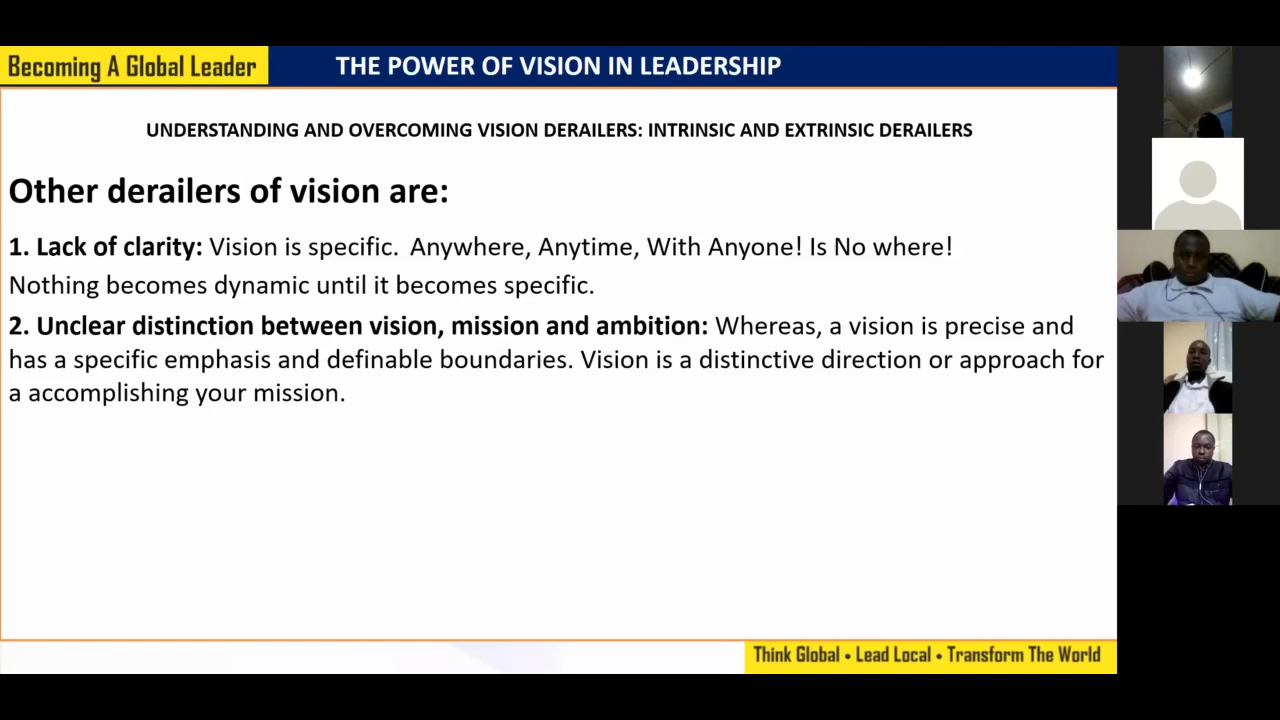 Becoming A Global Leader
THE POWER OF VISION IN LEADERSHIP
UNDERSTANDING AND OVERCOMING VISION DERAILERS: INTRINSIC AND EXTRINSIC DERAILERS
Other derailers of vision are:
1. Lack of clarity: Vision is specific.  Anywhere, Anytime, With Anyone! Is No where!
Nothing becomes dynamic until it becomes specific.
2. Unclear distinction between vision, mission and ambition: Whereas, a vision is precise and
has a specific emphasis and definable boundaries. Vision is a distinctive direction or approach for
a accomplishing your mission.
Think Global • Lead Local • Transform The World